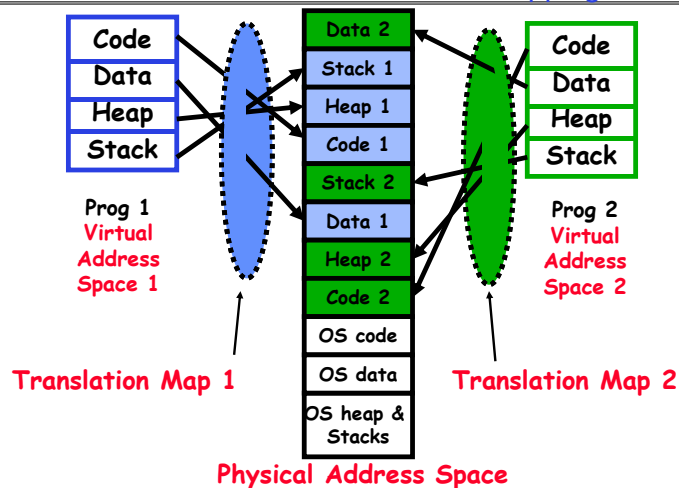 Code
Data
Heap
Stack
Prog 1
Virtual
Address
Space 1
Translation Map 1
Data 2
Stack 1
Heap 1
Code 1
Stack 2
Data 1
Heap 2
Code 2
OS code
OS data
OS heap &
Stacks
Physical Address Space
Code
Data
Heap
Stack
Prog 2
Virtual
Address
Space 2
Translation Map 2